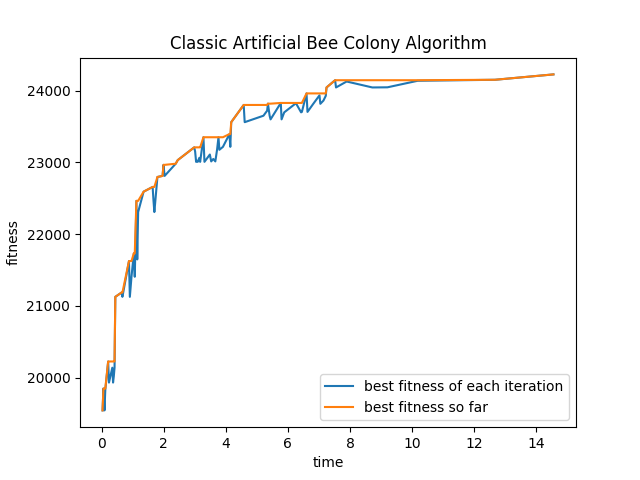 Classic Artificial Bee Colony Algorithm
24000
23000
22000
21000
20000
fitness
0 2 4 6 8 10 12 14
time
best fitness of each iteration
best fitness so far